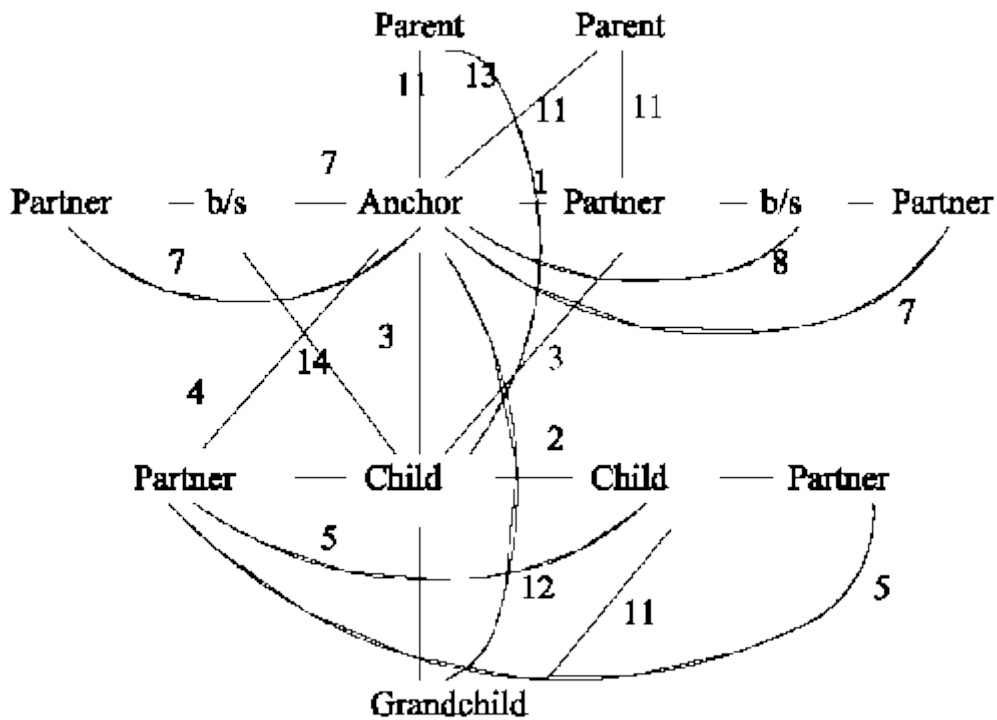 Parent Parent
11 13 11 11
7 1
Partner b/s Anchor Partner b/s Partner
7 8 7
3 14 3
4
2
Partner Child Child Partner
5 12 11 5
Grandchild